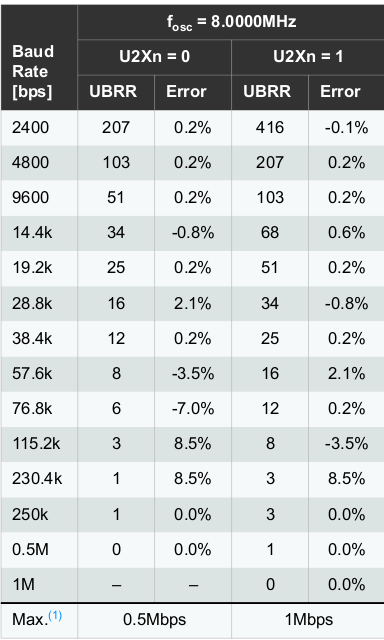 fosc = 8.0000MHz
Baud Rate [bps] U2Xn = 0 U2Xn = 1
UBRR Error UBRR Error
2400 207 0.2% 416 -0.1%
4800 103 0.2% 207 0.2%
9600 51 0.2% 103 0.2%
14.4k 34 -0.8% 68 0.6%
19.2k 25 0.2% 51 0.2%
28.8k 16 2.1% 34 -0.8%
38.4k 12 0.2% 25 0.2%
57.6k 8 -3.5% 16 2.1%
76.8k 6 -7.0% 12 0.2%
115.2k 3 8.5% 8 -3.5%
230.4k 1 8.5% 3 8.5%
250k 1 0.0% 3 0.0%
0.5M 0 0.0% 1 0.0%
1M – – 0 0.0%
Max.(1) 0.5Mbps 1Mbps